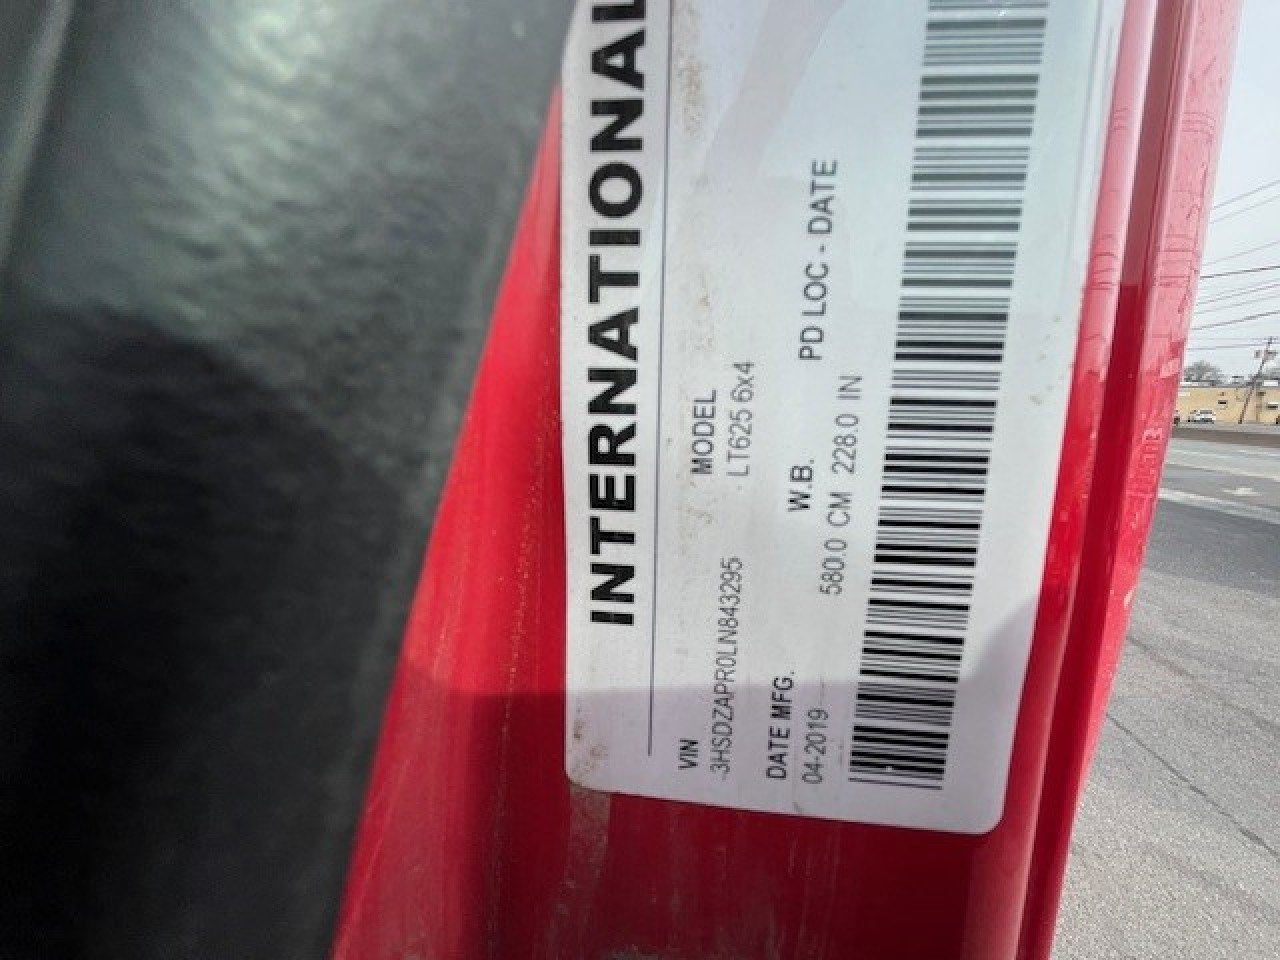 INTERNATIONAL
VIN MODEL
3HSDZAPR0LN843295 LT625 6x4
DATE MFG. W.B. PD LOC - DATE
04-2019 580.0 CM 228.0 IN